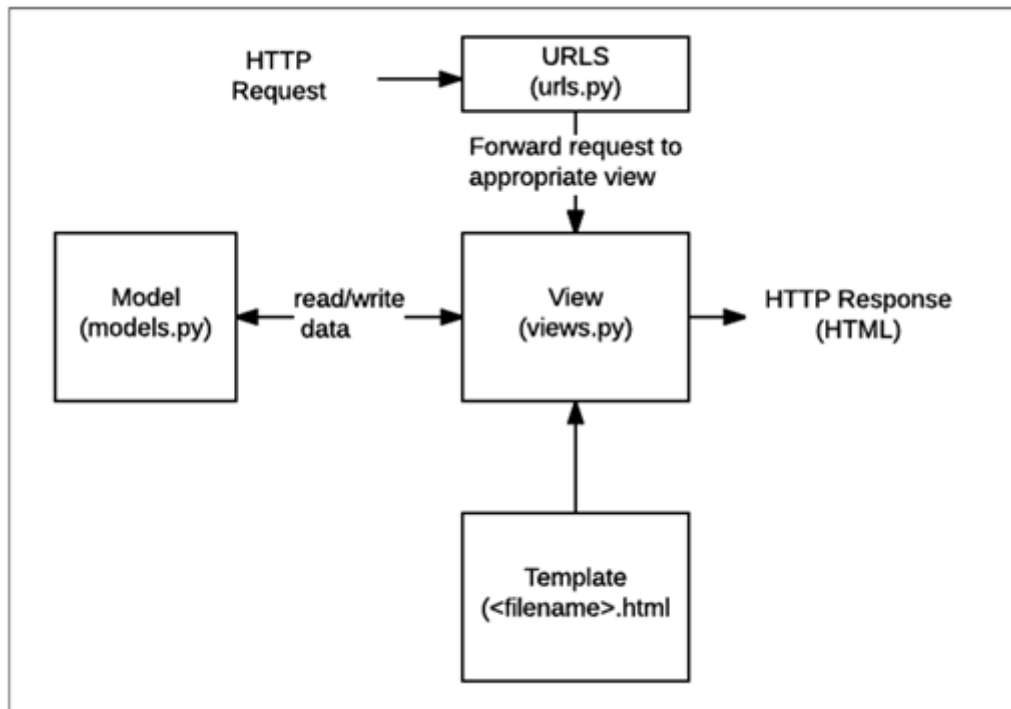 HTTP
Request
URLS
(urls.py)
Forward request to
appropriate view
Model
(models.py)
read/write
data
View
(views.py)
HTTP Response
(HTML)
Template
(<filename>.html